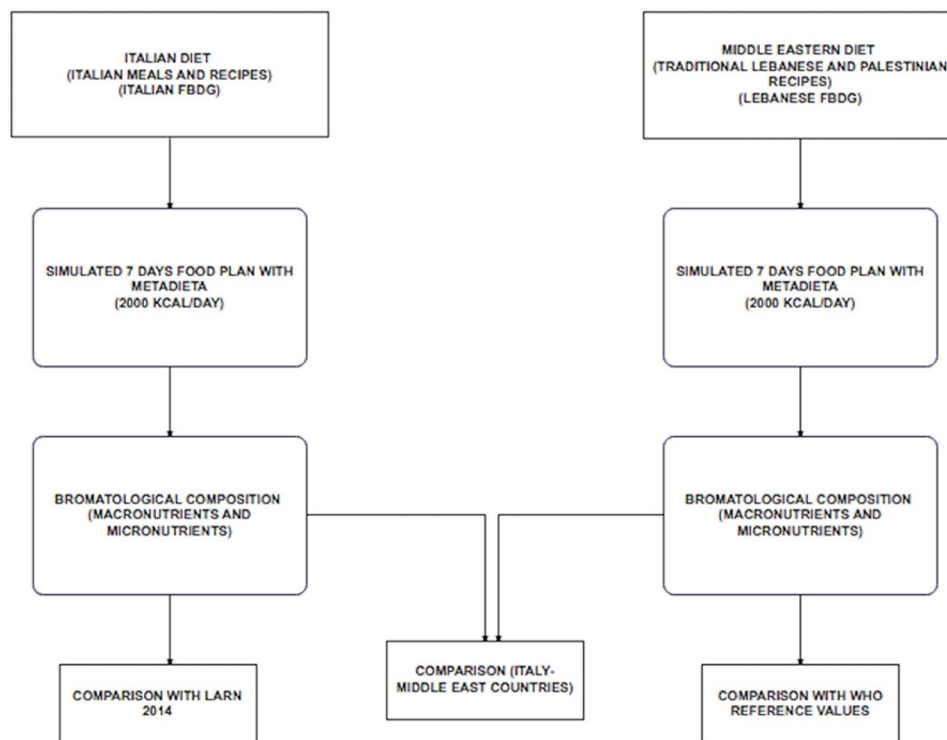 ITALIAN DIET
(ITALIAN MEALS AND RECIPES)
(ITALIAN FBDG)
MIDDLE EASTERN DIET
(TRADITIONAL LEBANESE AND PALESTINIAN
RECIPES)
(LEBANESE FBDG)
SIMULATED 7 DAYS FOOD PLAN WITH
METADIETA
(2000 KCAL/DAY)
SIMULATED 7 DAYS FOOD PLAN WITH
METADIETA
(2000 KCAL/DAY)
BROMATOLOGICAL COMPOSITION
(MACRONUTRIENTS AND
MICRONUTRIENTS)
BROMATOLOGICAL COMPOSITION
(MACRONUTRIENTS AND
MICRONUTRIENTS)
COMPARISON WITH LARN
2014
COMPARISON (ITALY-
MIDDLE EAST COUNTRIES)
COMPARISON WITH WHO
REFERENCE VALUES